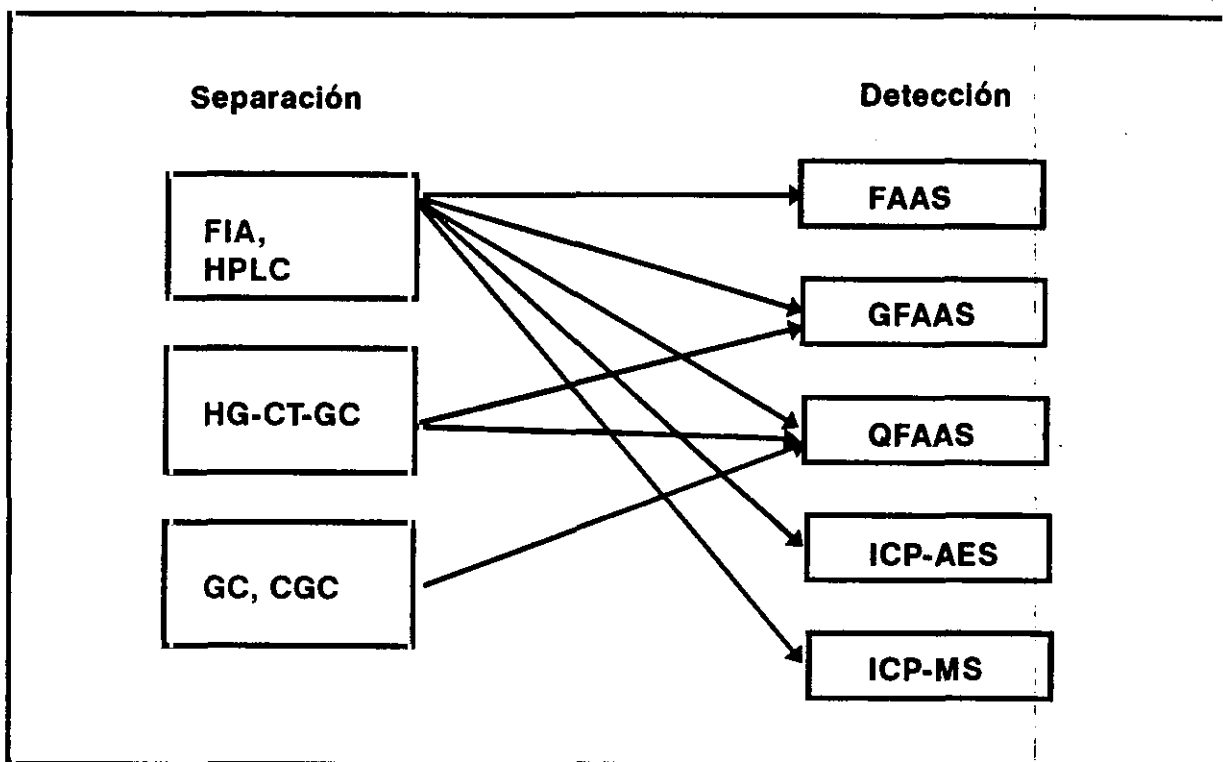 Separación
Detección
FIA,
HPLC
HG-CT-GC
GC, CGC
FAAS
GFAAS
QFAAS
ICP-AES
ICP-MS